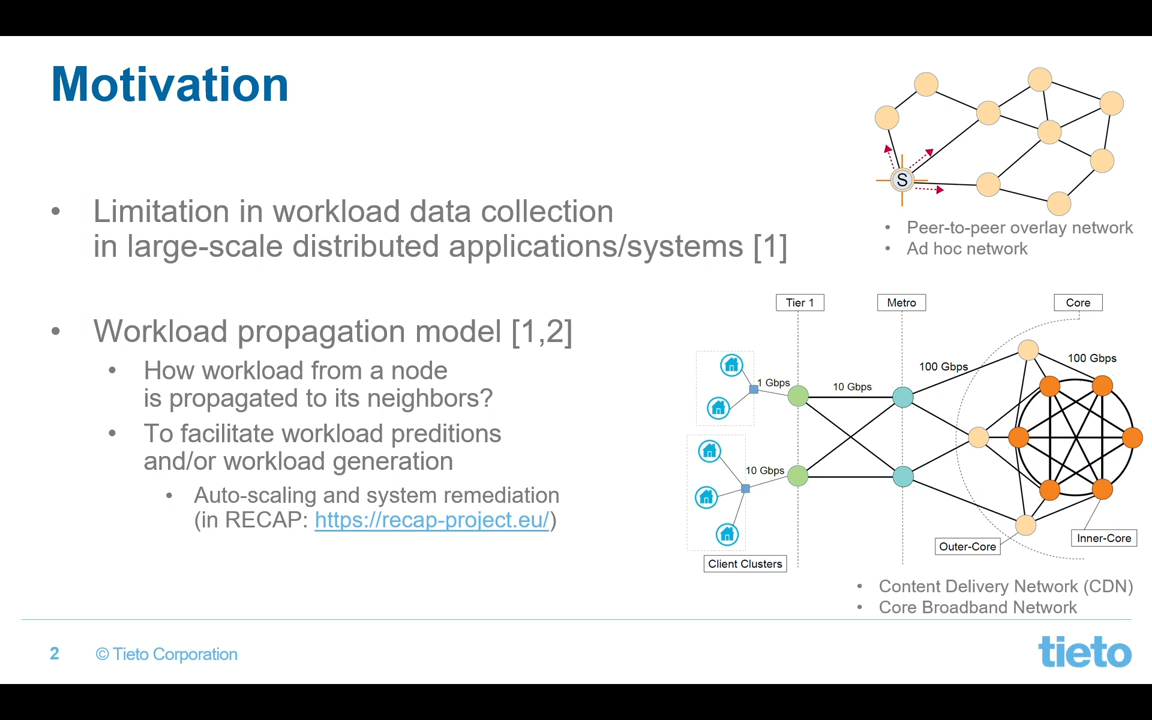 Motivation
• Limitation in workload data collection
in large-scale distributed applications/systems [1]
• Workload propagation model [1,2]
• How workload from a node
is propagated to its neighbors?
• To facilitate workload preditions
and/or workload generation
• Auto-scaling and system remediation
(in RECAP: https://recap-project.eu/)
S
• Peer-to-peer overlay network
• Ad hoc network
Tier 1
Metro
Core
1 Gbps
10 Gbps
100 Gbps
100 Gbps
10 Gbps
Outer-Core
Inner-Core
Client Clusters
• Content Delivery Network (CDN)
• Core Broadband Network
2
© Tieto Corporation
tieto